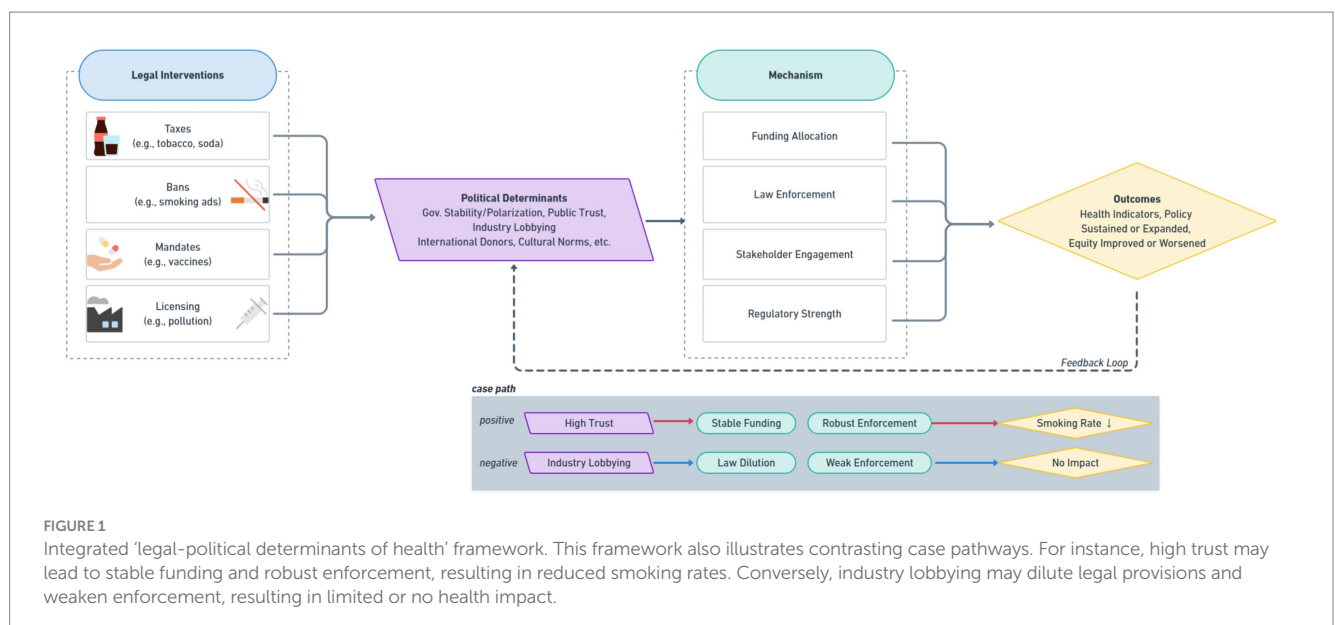 Legal Interventions
Taxes
(e.g., tobacco, soda)
Bans
(e.g., smoking ads)
Mandates
(e.g., vaccines)
Licensing
(e.g., pollution)
Political Determinants
Gov. Stability/Polarization, Public Trust,
Industry Lobbying
International Donors, Cultural Norms, etc.
Mechanism
Funding Allocation
Law Enforcement
Stakeholder Engagement
Regulatory Strength
Outcomes
Health Indicators, Policy
Sustained or Expanded,
Equity Improved or Worsened
Feedback Loop
case path
positive High Trust Stable Funding Robust Enforcement Smoking Rate ↓
negative Industry Lobbying Law Dilution Weak Enforcement No Impact
FIGURE 1
Integrated ‘legal-political determinants of health’ framework. This framework also illustrates contrasting case pathways. For instance, high trust may
lead to stable funding and robust enforcement, resulting in reduced smoking rates. Conversely, industry lobbying may dilute legal provisions and
weaken enforcement, resulting in limited or no health impact.